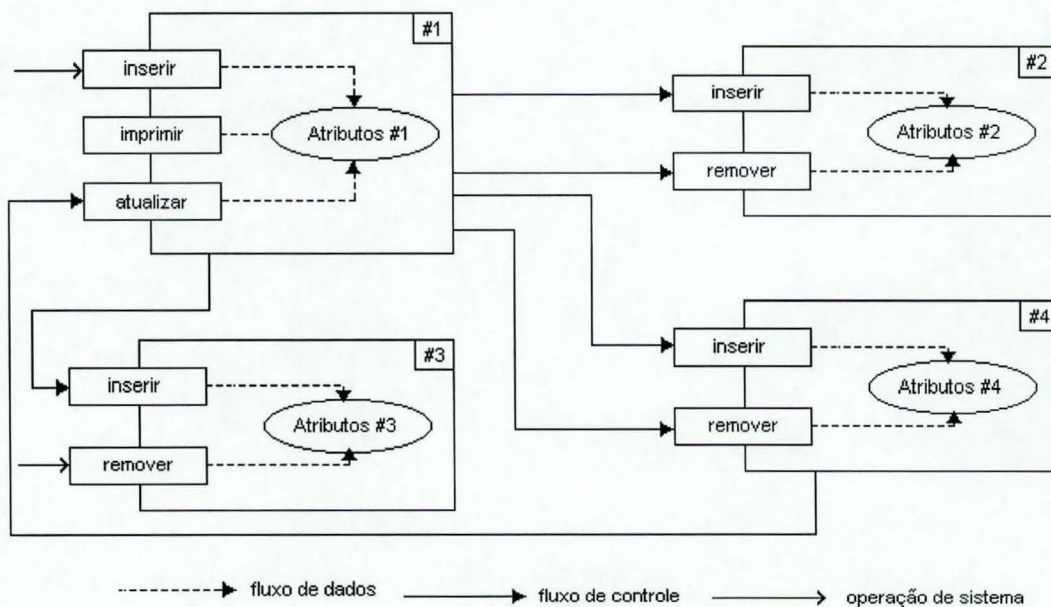 #1
inserir
imprimir
Atributos #1
atualizar
#2
inserir
Atributos #2
remover
#3
inserir
Atributos #3
remover
#4
inserir
Atributos #4
remover
fluxo de dados
fluxo de controle
operação de sistema